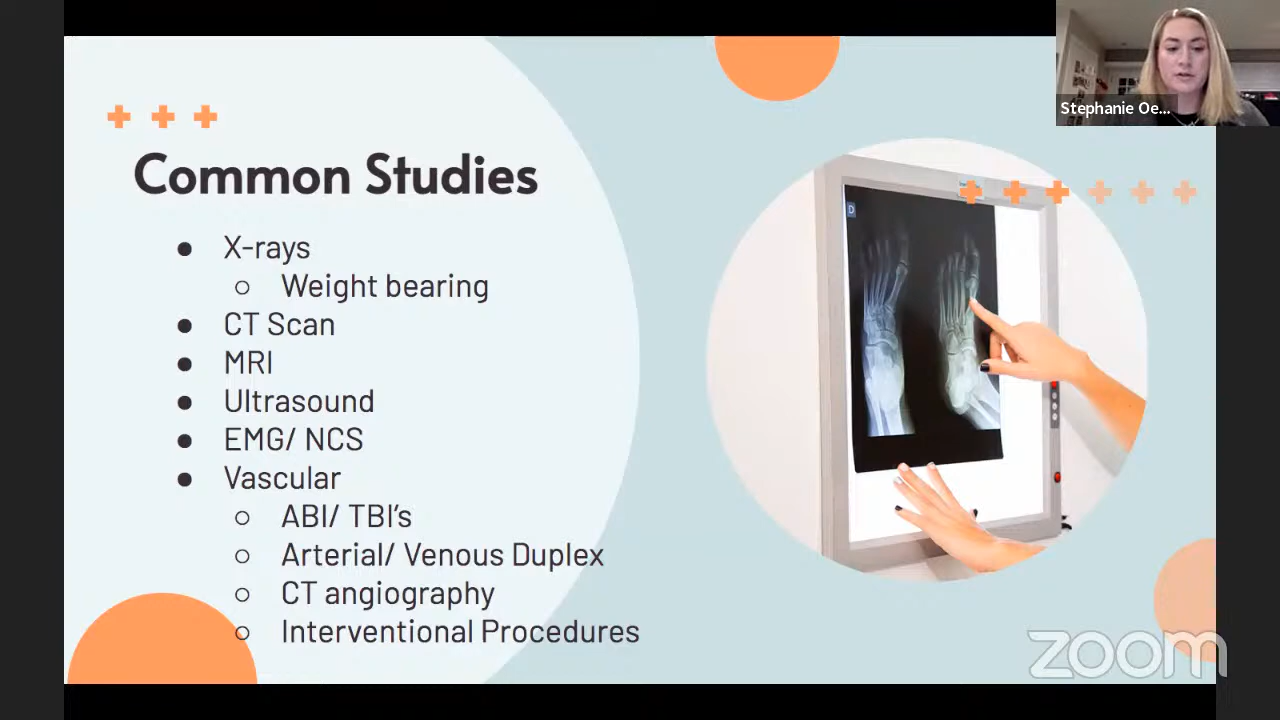 Stephanie Oe...
Common Studies
● X-rays
○ Weight bearing
● CT Scan
● MRI
● Ultrasound
● EMG/ NCS
● Vascular
○ ABI/ TBI's
○ Arterial/ Venous Duplex
○ CT angiography
○ Interventional Procedures
D
zoom